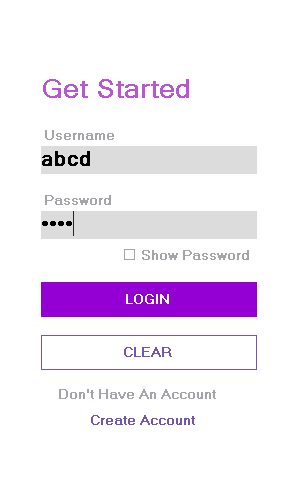 Get Started
Username
abcd
Password
••••
Show Password
LOGIN
CLEAR
Don't Have An Account
Create Account